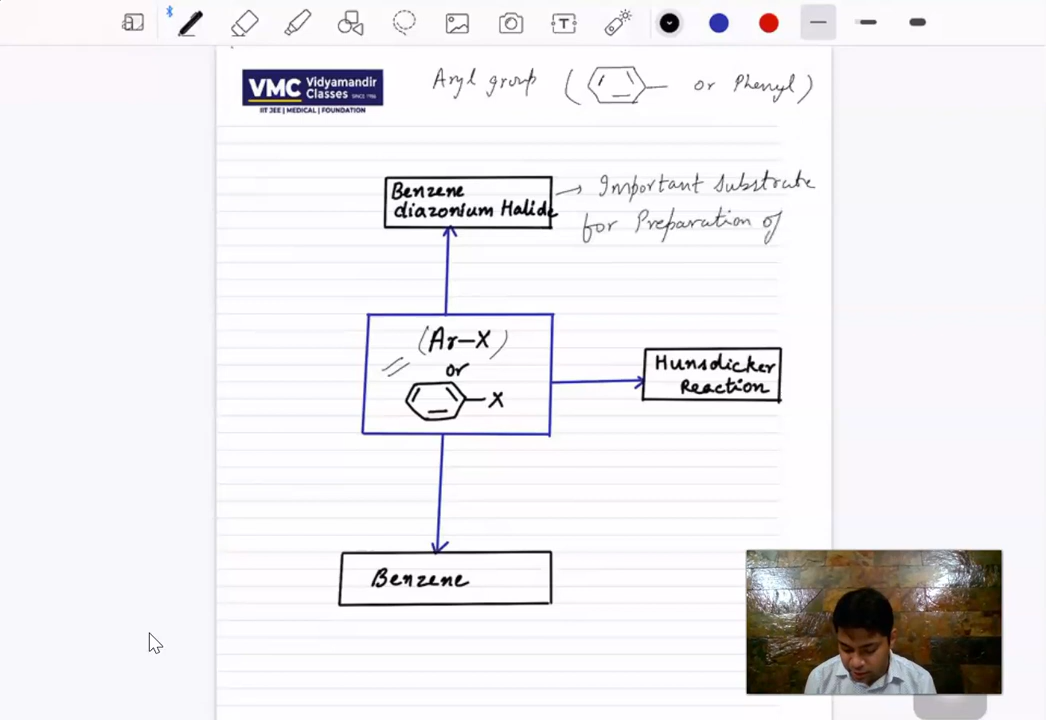 VMC Vidyamandir Classes SINCE 1986
IIT JEE | MEDICAL | FOUNDATION
Aryl group ( or Phenyl)
Benzene
diazonium Halide
→ Important Substrate
for Preparation of
(Ar-X)
or
X
Hunsdicker
Reaction
Benzene
T